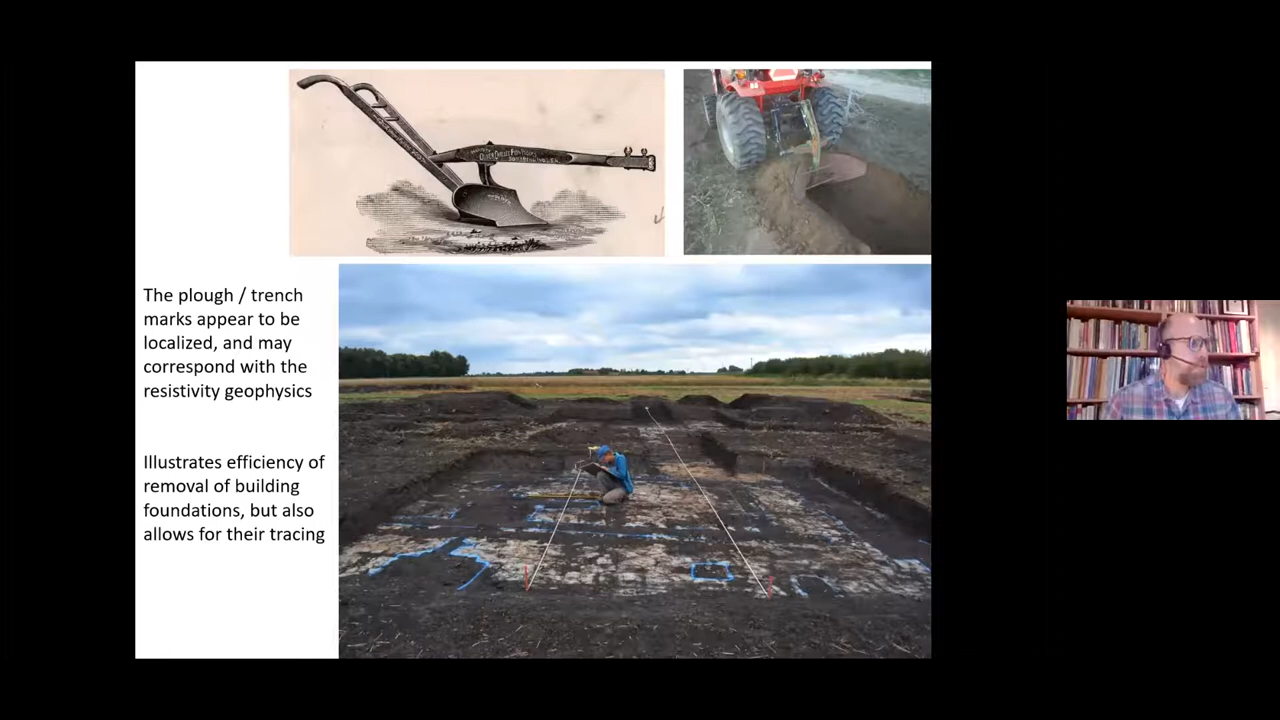 The plough / trench
marks appear to be
localized, and may
correspond with the
resistivity geophysics
Illustrates efficiency of
removal of building
foundations, but also
allows for their tracing